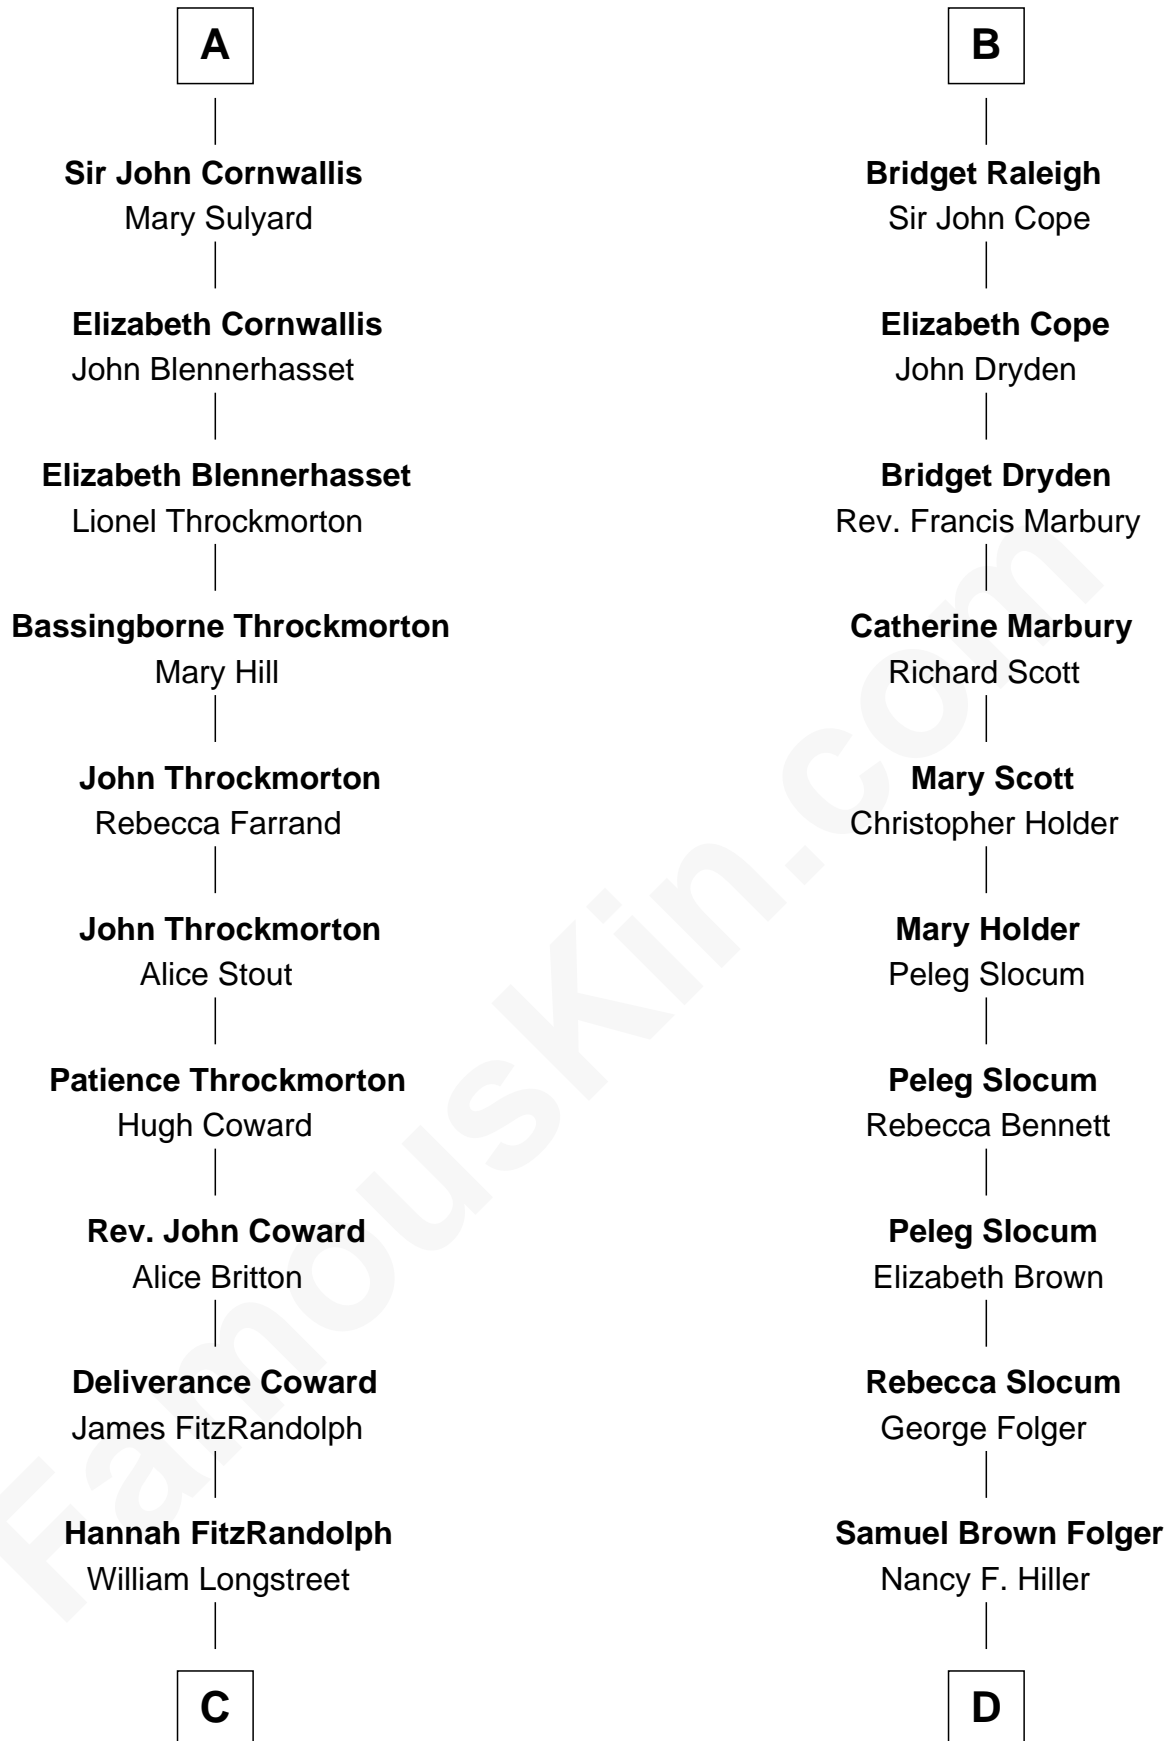 A
Sir John Cornwallis
Mary Sulyard
Elizabeth Cornwallis
John Blennerhasset
Elizabeth Blennerhasset
Lionel Throckmorton
Bassingborne Throckmorton
Mary Hill
John Throckmorton
Rebecca Farrand
John Throckmorton
Alice Stout
Patience Throckmorton
Hugh Coward
Rev. John Coward
Alice Britton
Deliverance Coward
James FitzRandolph
Hannah FitzRandolph
William Longstreet
C
B
Bridget Raleigh
Sir John Cope
Elizabeth Cope
John Dryden
Bridget Dryden
Rev. Francis Marbury
Catherine Marbury
Richard Scott
Mary Scott
Christopher Holder
Mary Holder
Peleg Slocum
Peleg Slocum
Rebecca Bennett
Peleg Slocum
Elizabeth Brown
Rebecca Slocum
George Folger
Samuel Brown Folger
Nancy F. Hiller
D
FamousKin.com